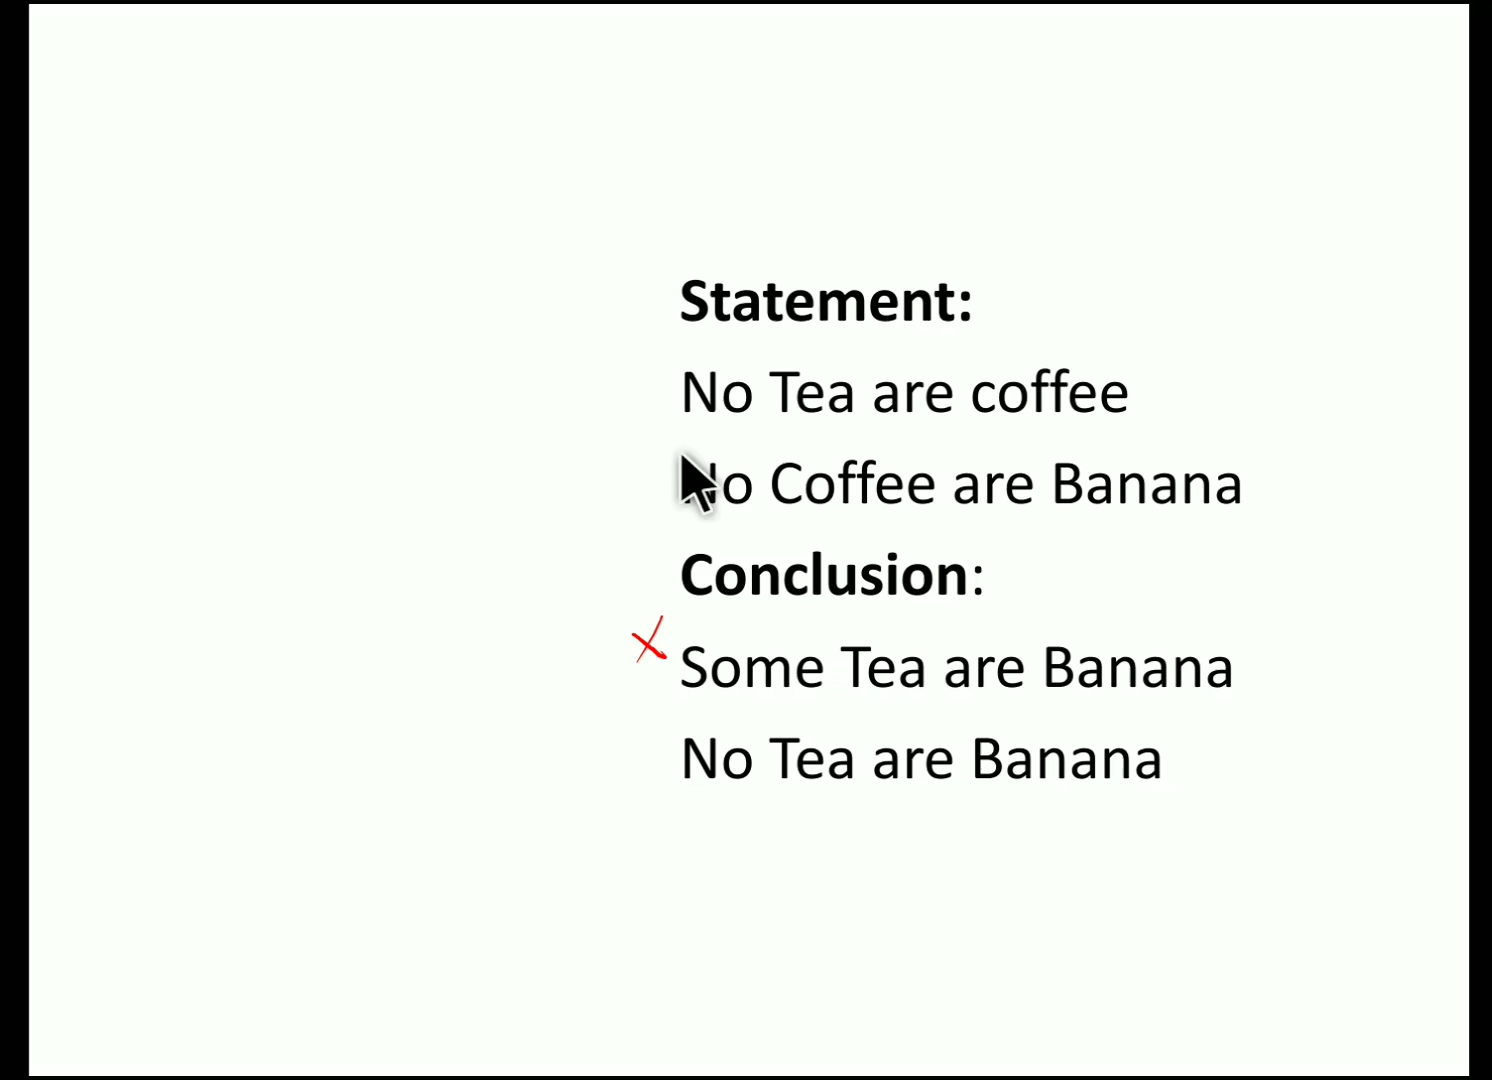 Statement:
No Tea are coffee
No Coffee are Banana
Conclusion:
Some Tea are Banana
No Tea are Banana